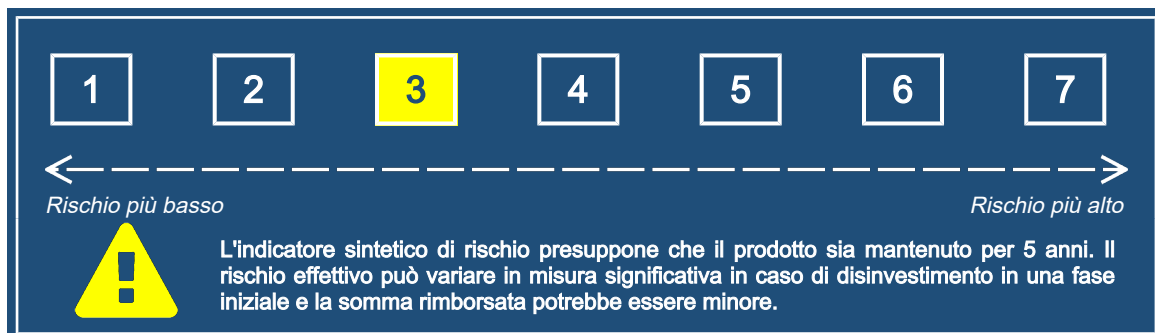 1 2 3 4 5 6 7
Rischio più basso Rischio più alto
L'indicatore sintetico di rischio presuppone che il prodotto sia mantenuto per 5 anni. Il
rischio effettivo può variare in misura significativa in caso di disinvestimento in una fase
iniziale e la somma rimborsata potrebbe essere minore.